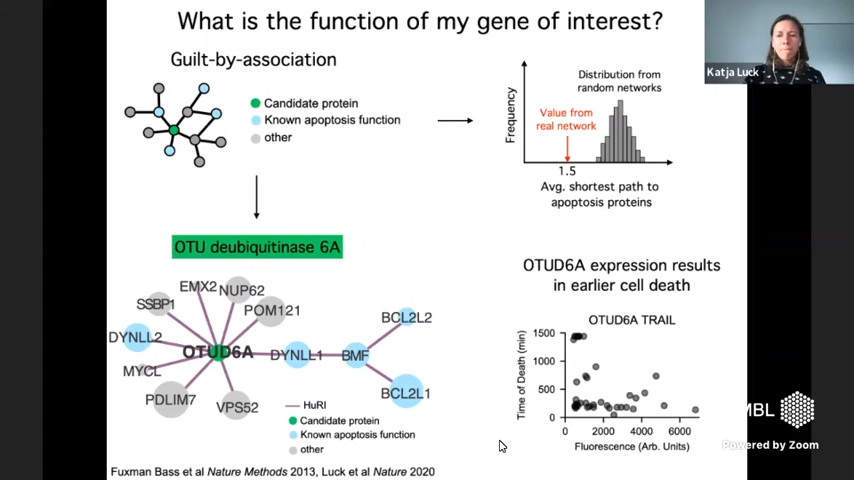 What is the function of my gene of interest?
Katja Luck
Guilt-by-association
Candidate protein
Known apoptosis function
other
Distribution from
random networks
Value from
real network
Frequency
1.5
Avg. shortest path to
apoptosis proteins
OTU deubiquitinase 6A
EMX2
NUP62
SSBP1
POM121
DYNLL2
OTUD6A
DYNLL1
BMF
BCL2L2
BCL2L1
MYCL
PDLIM7
VPS52
HuRI
Candidate protein
Known apoptosis function
other
OTUD6A expression results
in earlier cell death
OTUD6A TRAIL
Time of Death (min)
1500
1000
500
0
0 2000 4000 6000
Fluorescence (Arb. Units)
MBL
Powered by Zoom
Fuxman Bass et al Nature Methods 2013, Luck et al Nature 2020